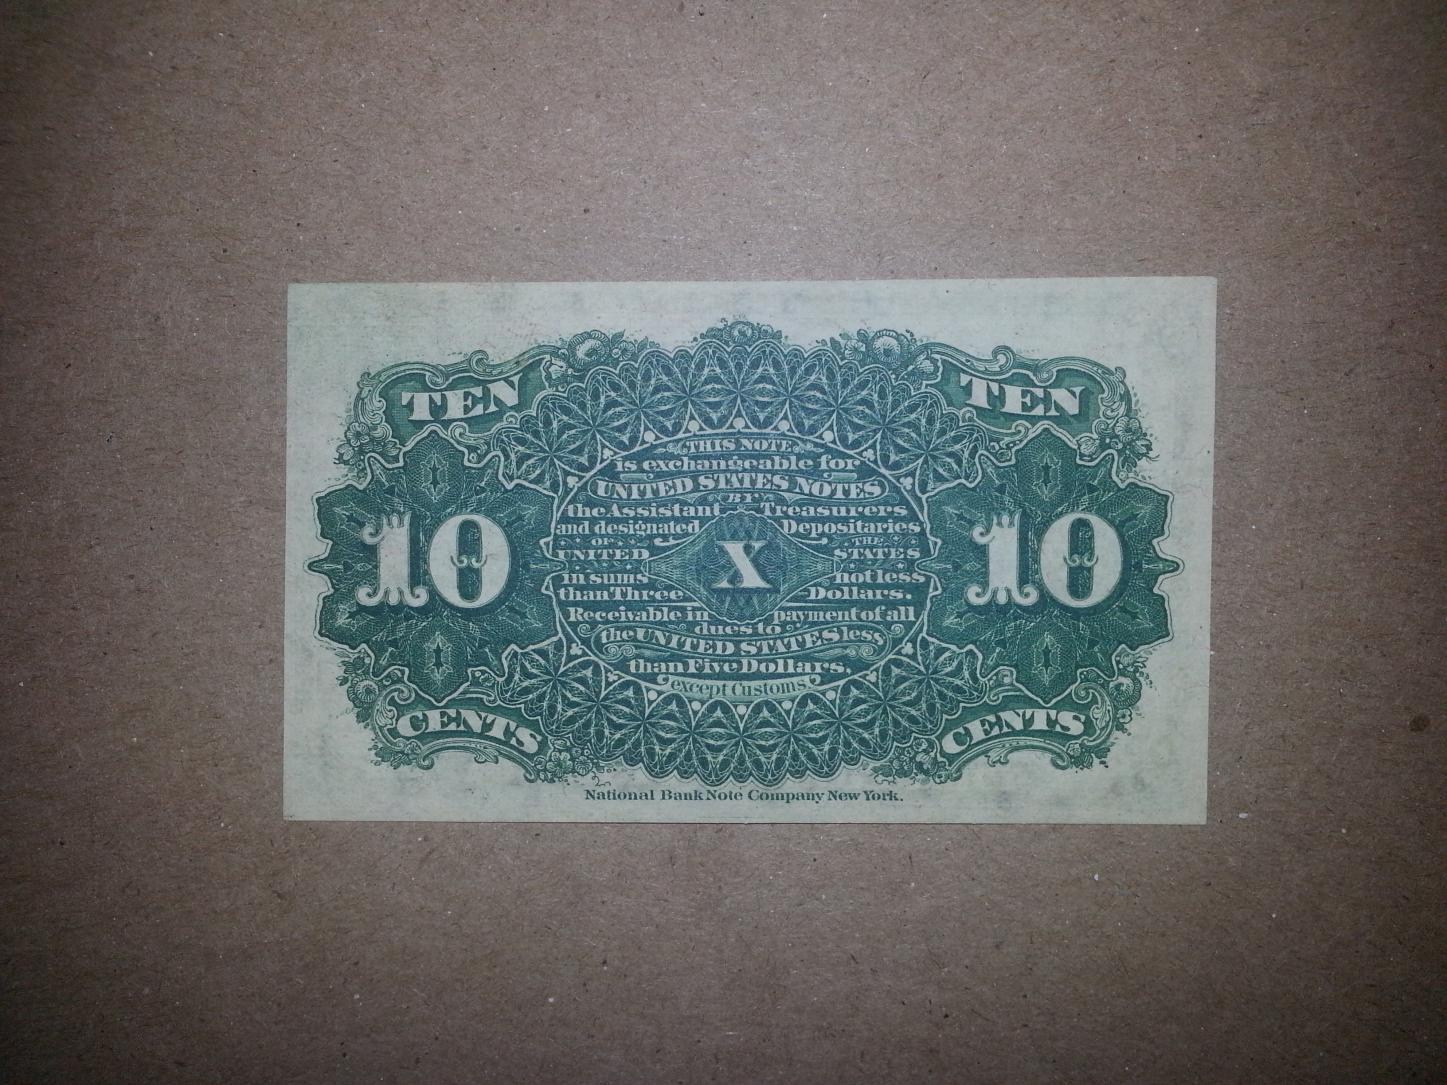 TEN TEN
THIS NOTE
is exchangeable for
UNITED STATES NOTES
BY
the Assistant Treasurers
and designated Depositaries
OF THE
UNITED STATES
10 X 10
in sums not less
than Three Dollars.
Receivable in payment of all
dues to
the UNITED STATES less
than Five Dollars.
except Customs
CENTS CENTS
National Bank Note Company New York.